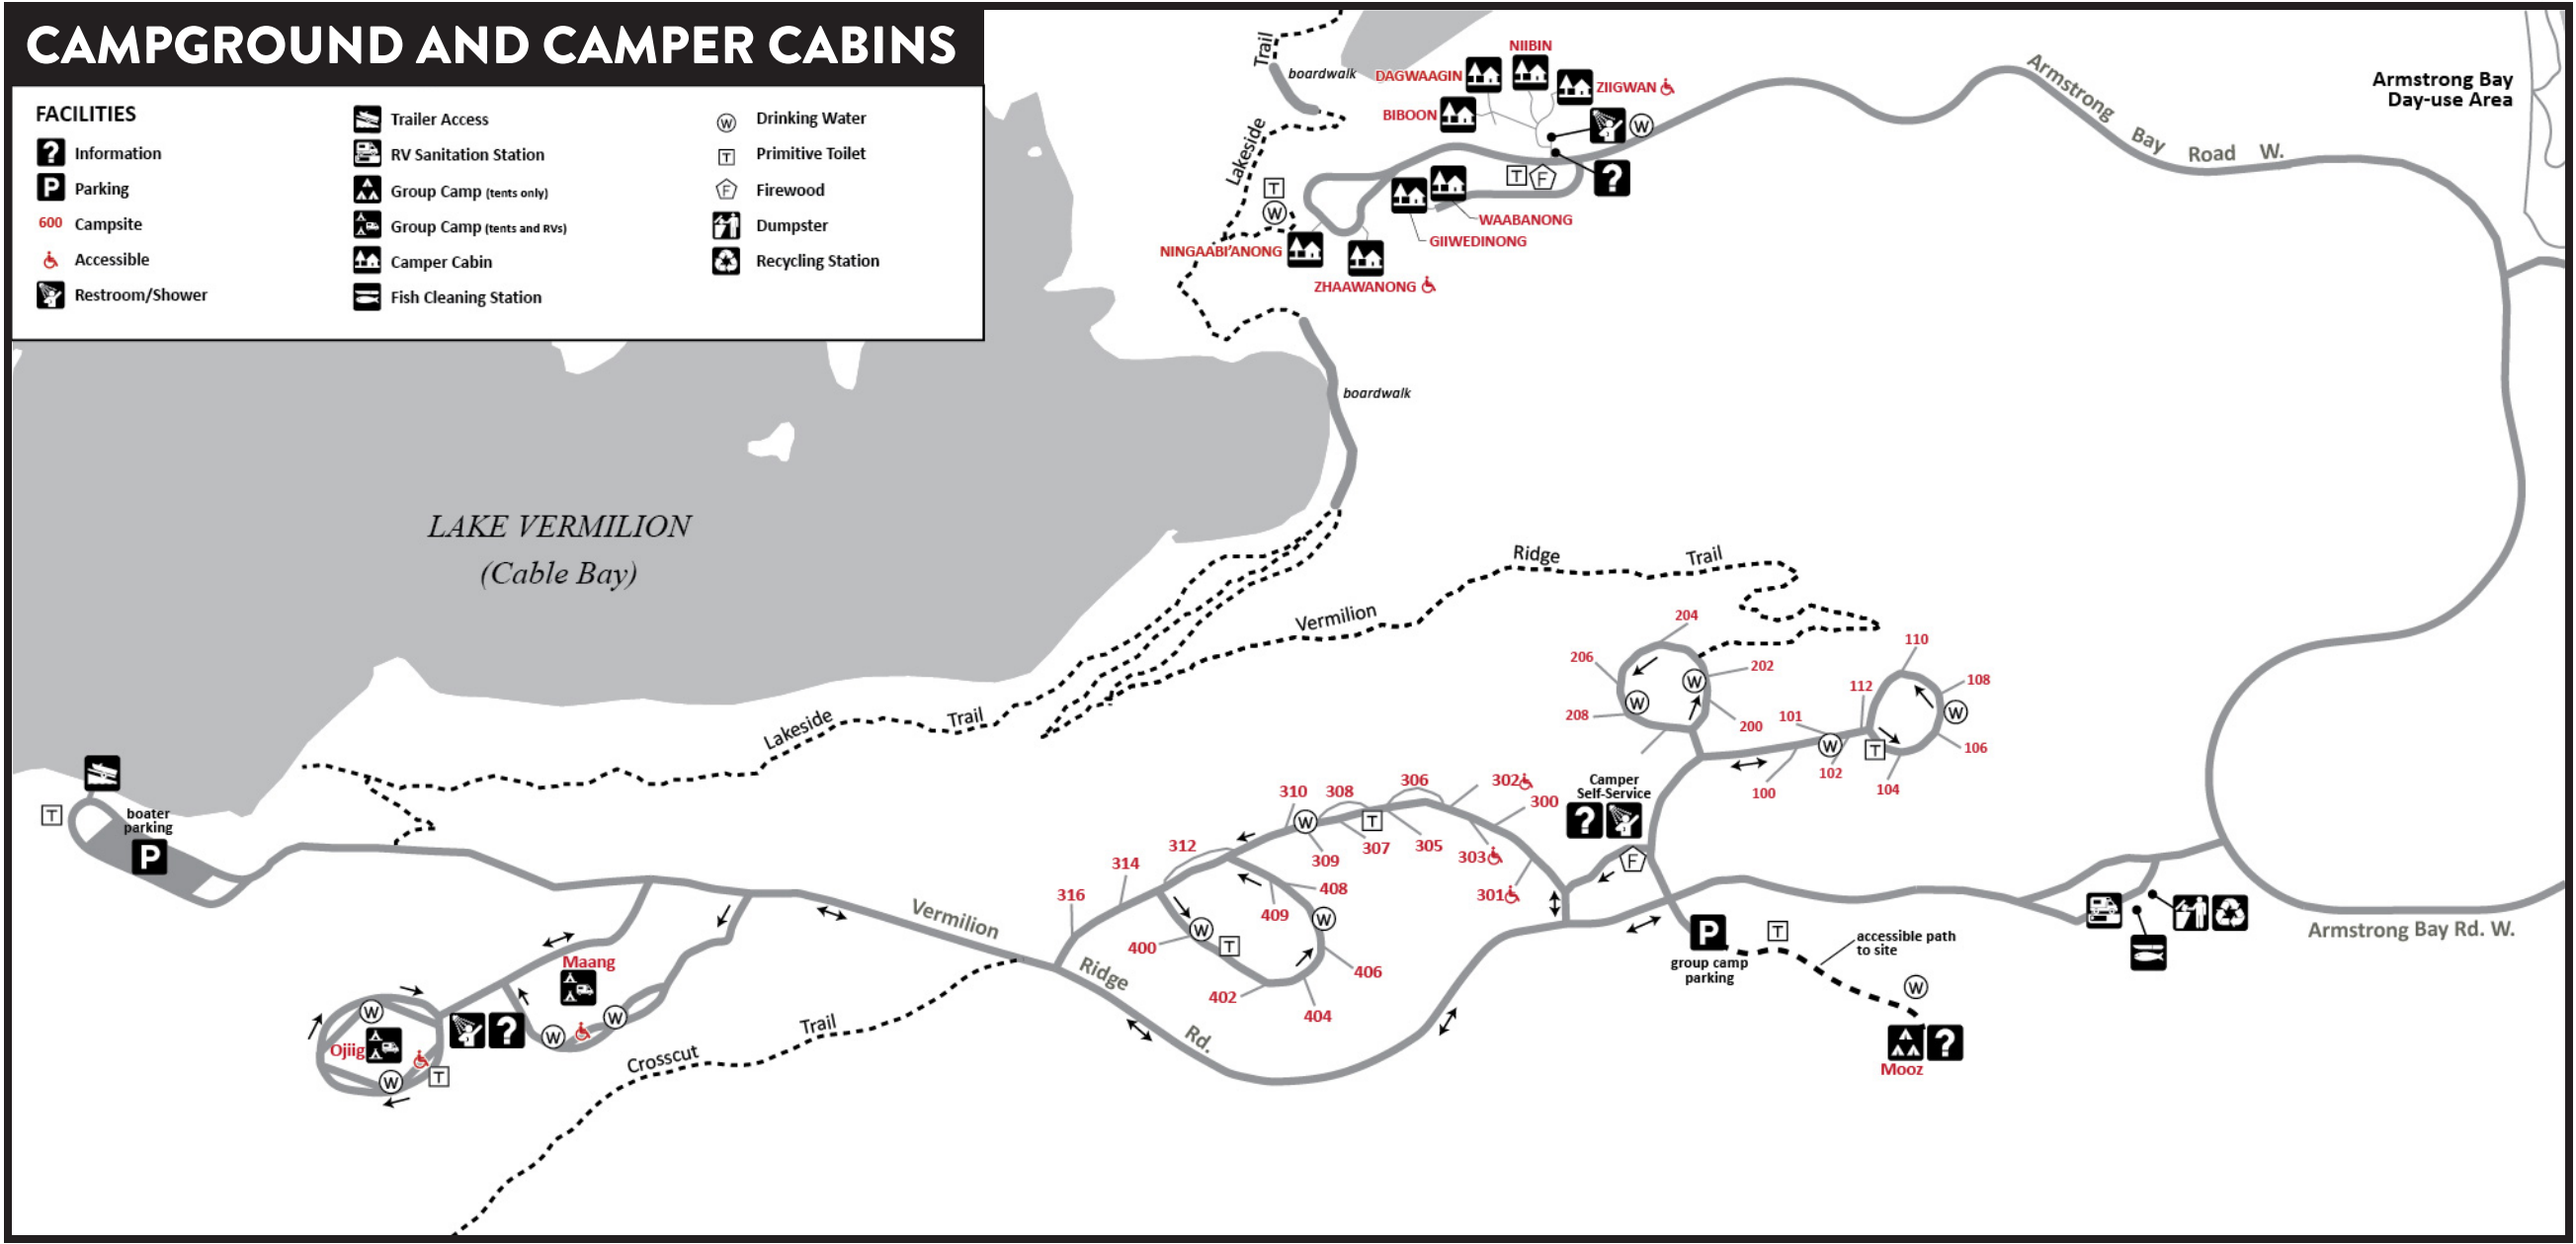 CAMPGROUND AND CAMPER CABINS
FACILITIES
? Information
P Parking
600 Campsite
Accessible
Restroom/Shower
Trailer Access
RV Sanitation Station
Group Camp (tents only)
Group Camp (tents and RVs)
Camper Cabin
Fish Cleaning Station
W Drinking Water
T Primitive Toilet
F Firewood
Dumpster
Recycling Station
Trail
boardwalk
Lakeside
NIIBIN
DAGWAAGIN
ZIIGWAN
BIBOON
W
T
F
?
WAABANONG
GIIWEDINONG
T
W
NINGAABI'ANONG
ZHAAWANONG
Armstrong
Bay
Road W.
Armstrong Bay
Day-use Area
boardwalk
LAKE VERMILION
(Cable Bay)
Ridge
Trail
Vermilion
Lakeside
Trail
204
206
202
W
W
208
200
110
108
112
W
101
W
T
106
102
100
104
Camper
Self-Service
?
F
310
308
306
302
300
W
T
312
309
307
305
303
301
314
316
408
409
W
400
W
T
406
402
404
T
boater
parking
P
Vermilion
Ridge
Rd.
Maang
W
W
?
W
Ojiig
W
T
Crosscut
Trail
P
group camp
parking
T
accessible path
to site
W
?
Mooz
Armstrong Bay Rd. W.